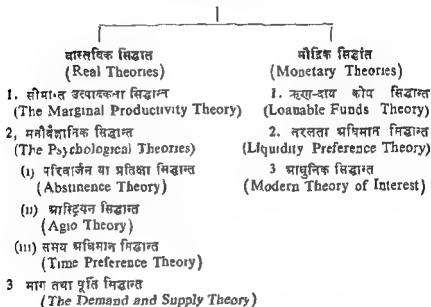 वास्तविक सिद्धात
(Real Theories)
1. सीमान्त उत्पादकता सिद्धान्त
(The Marginal Productivity Theory)
2, मनौवैज्ञानिक सिद्धान्त
(The Psychological Theories)
(i) परिवार्जन या प्रतिक्षा सिद्धान्त
(Abstinence Theory)
(ii) आस्ट्रियन सिद्धान्त
(Agio Theory)
(iii) समय अधिमान सिद्धान्त
(Time Preference Theory)
3 माग तथा पूर्ति सिद्धान्त
(The Demand and Supply Theory)
मौद्रिक सिद्धांत
(Monetary Theories)
1. ऋण-दाय कोप सिद्धान्त
(Loanable Funds Theory)
2. तरलता अधिमान सिद्धान्त
(Liquidity Preference Theory)
3 आधुनिक सिद्धान्त
(Modern Theory of Interest)